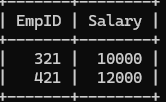 +-------+--------+
| EmpID | Salary |
+-------+--------+
|   321 |  10000 |
|   421 |  12000 |
+-------+--------+